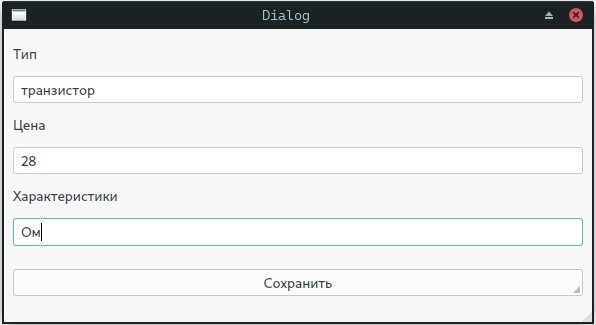 Dialog
Тип
транзистор
Цена
28
Характеристики
Ом
Сохранить